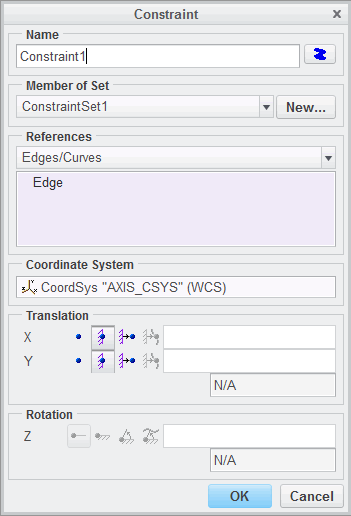 Constraint x
Name
Constraint1
Member of Set
ConstraintSet1 New...
References
Edges/Curves
Edge
Coordinate System
CoordSys "AXIS_CSYS" (WCS)
Translation
X
Y
N/A
Rotation
Z
N/A
OK Cancel